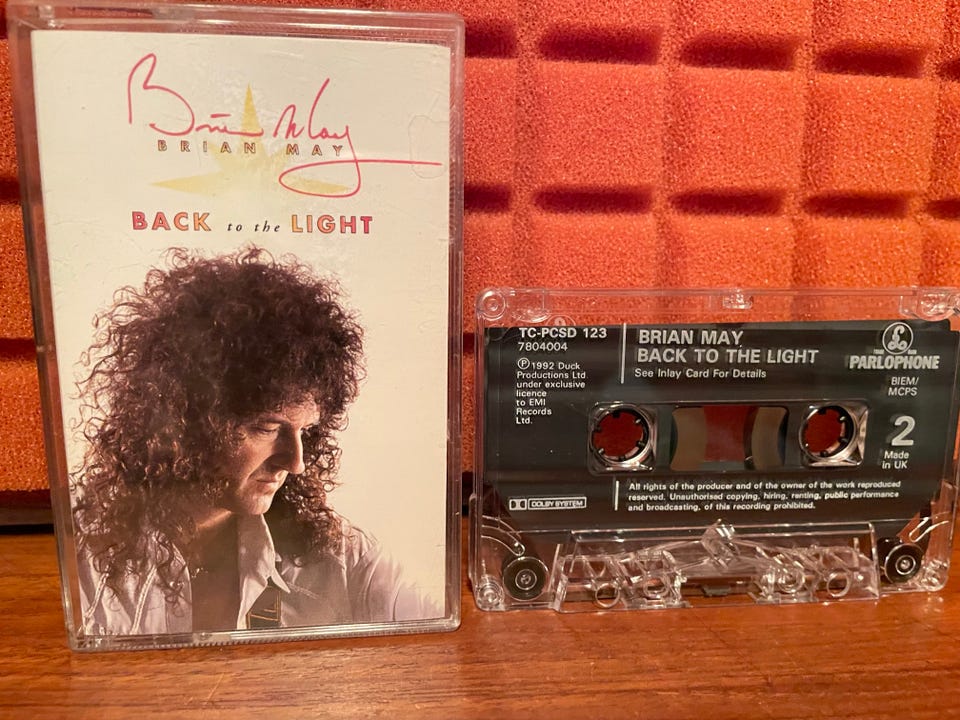 Brian May
BRIAN MAY
BACK to the LIGHT
TC-PCSD 123
7804004
Ⓟ1992 Duck
Productions Ltd
under exclusive
licence
to EMI
Records
Ltd.
BRIAN MAY
BACK TO THE LIGHT
See Inlay Card For Details
£
PARLOPHONE
BIEM/
MCPS
2
Made
in UK
DOLBY SYSTEM
All rights of the producer and of the owner of the work reproduced
reserved. Unauthorised copying, hiring, renting, public performance
and broadcasting, of this recording prohibited.